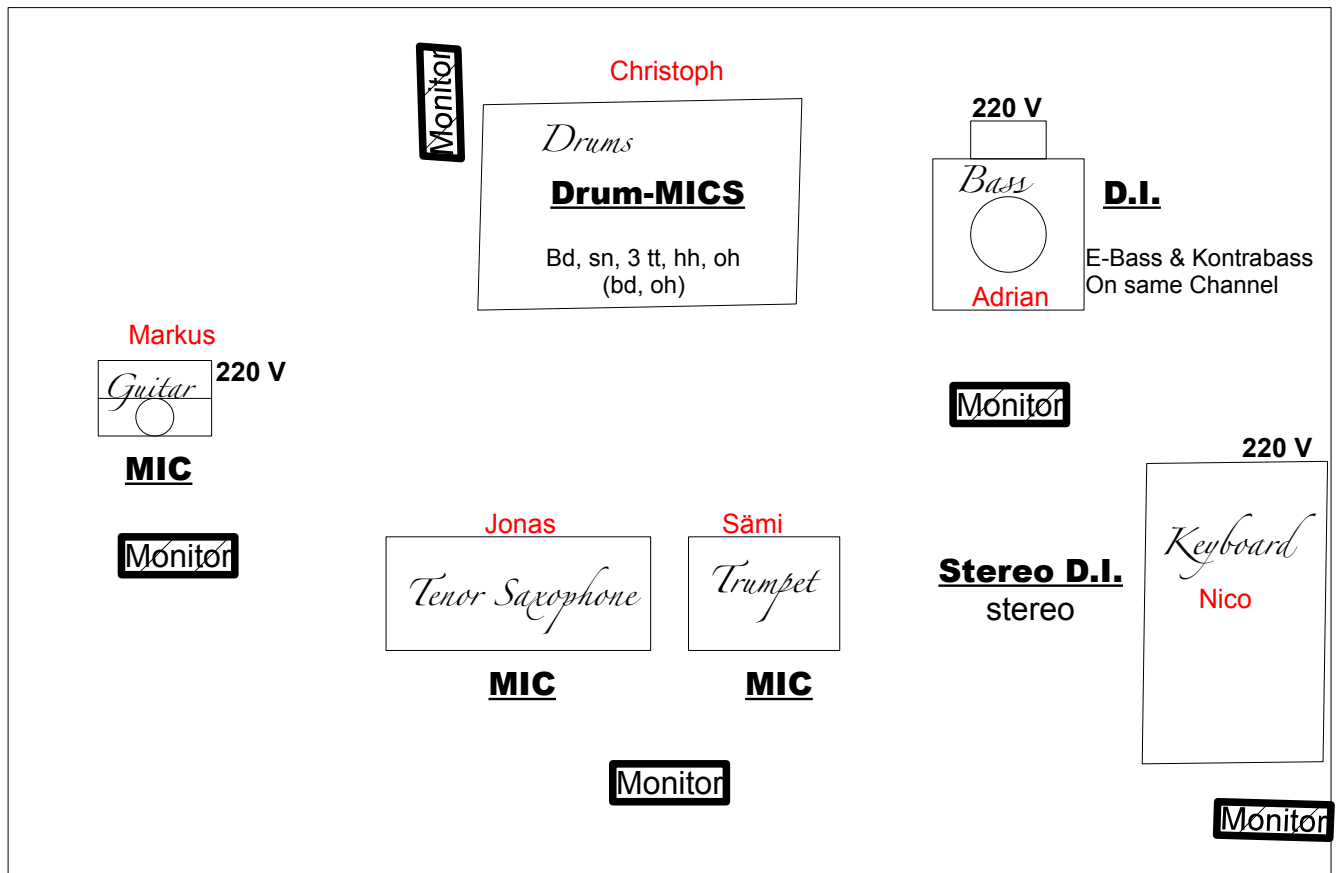 Monitor
Christoph
Drums
Drum-MICS
Bd, sn, 3 tt, hh, oh
(bd, oh)
220 V
Bass
D.I.
E-Bass & Kontrabass
On same Channel
Adrian
Markus
Guitar
220 V
MIC
Monitor
Monitor
220 V
Keyboard
Nico
Stereo D.I.
stereo
Jonas
Tenor Saxophone
MIC
Sämi
Trumpet
MIC
Monitor
Monitor